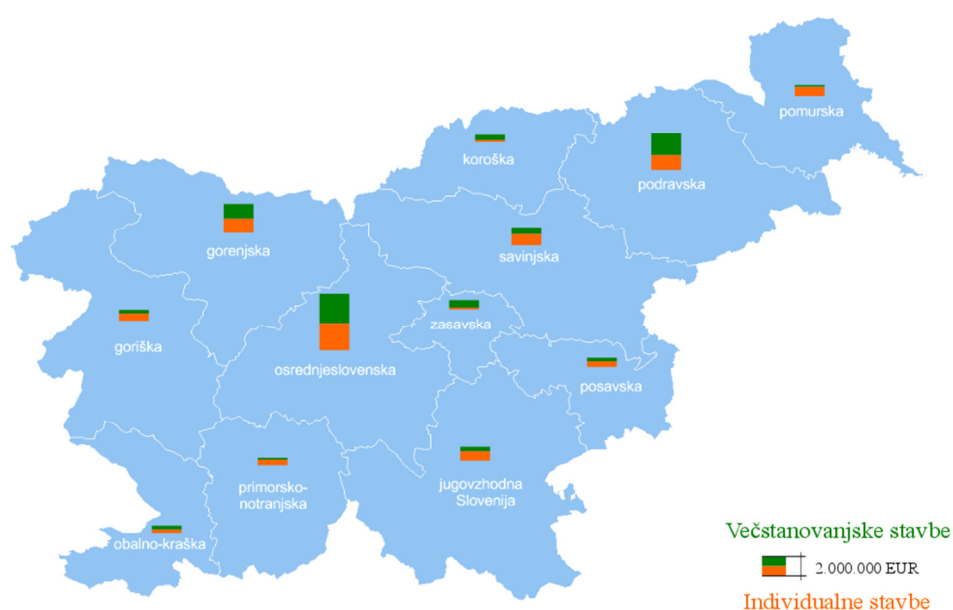 pomurska
koroška
podravska
gorenjska
savinjska
zasavska
goriška
osrednjeslovenska
posavska
primorsko-
notranjska
jugovzhodna
Slovenija
obalno-kraška
Večstanovanjske stavbe
2.000.000 EUR
Individualne stavbe